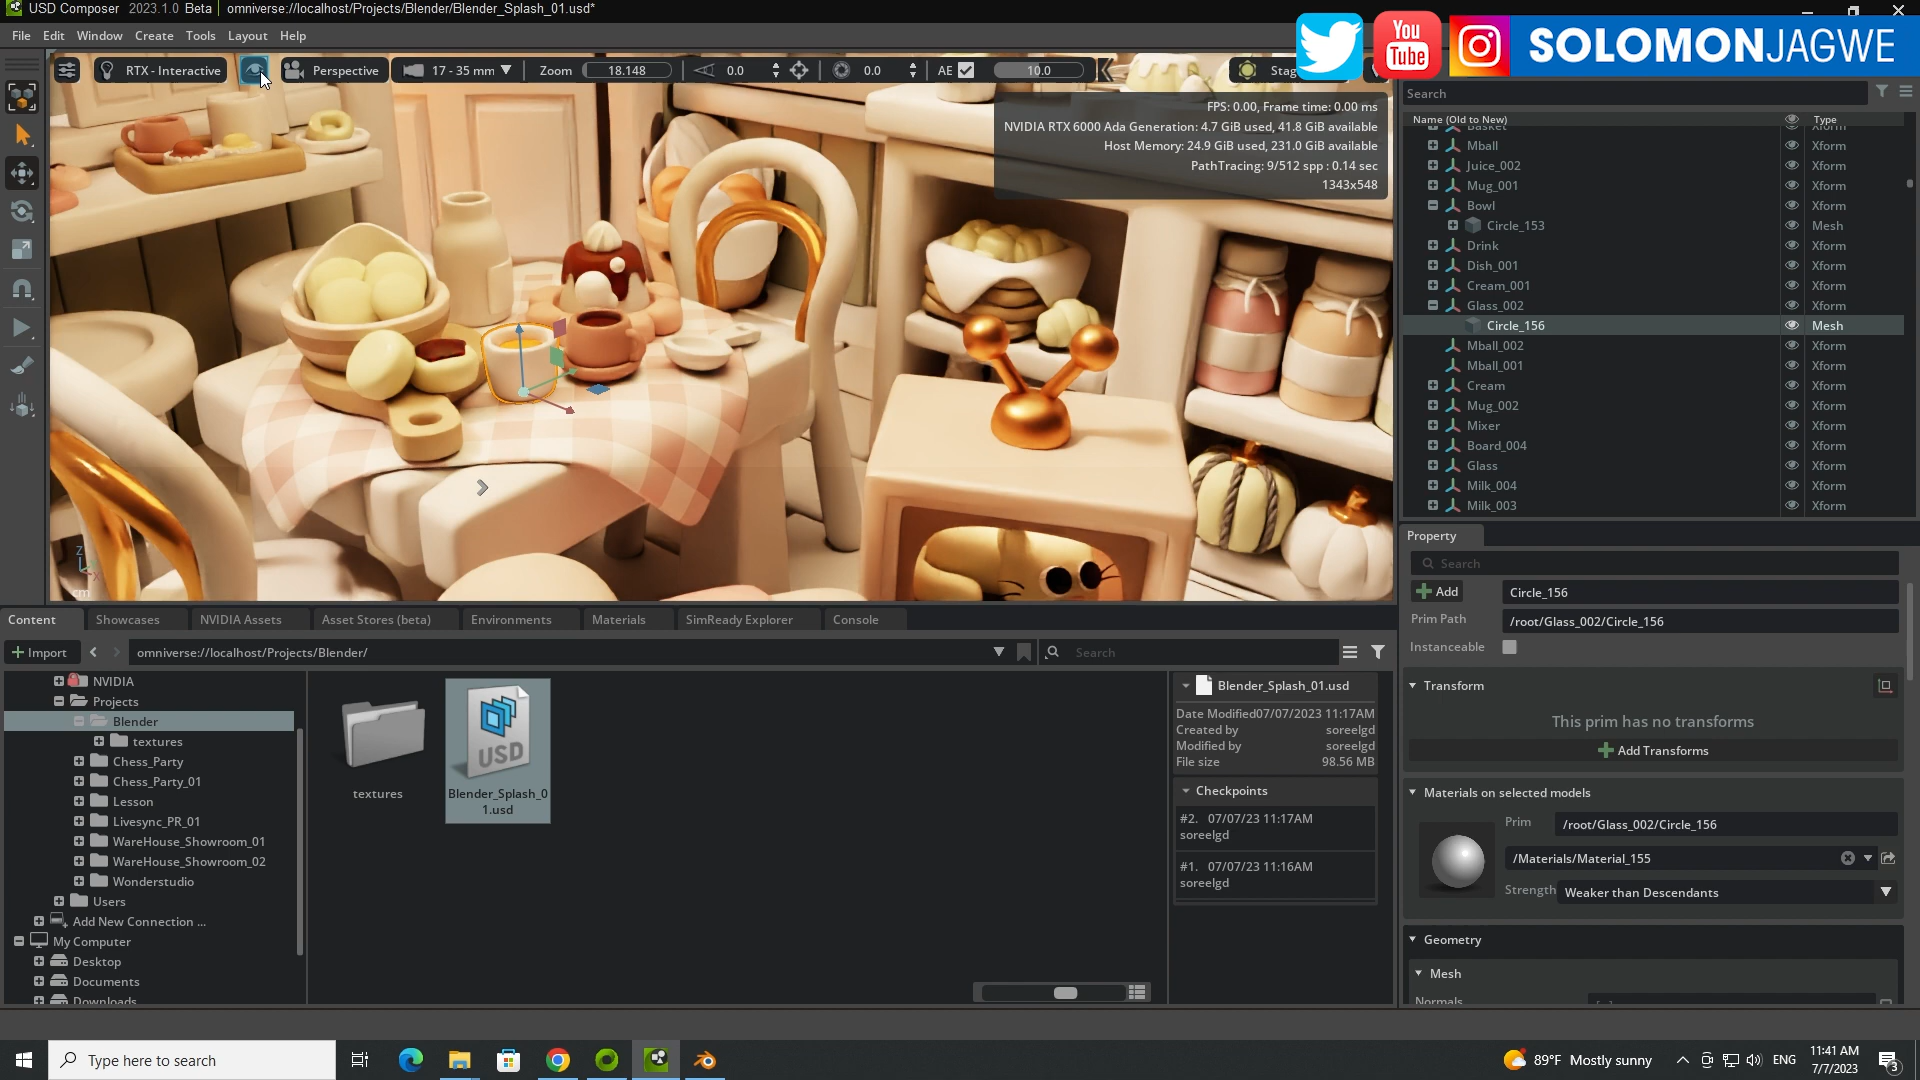 USD Composer 2023.1.0 Beta | omniverse://localhost/Projects/Blender/Blender_Splash_01.usd*
File Edit Window Create Tools Layout Help
You Tube
SOLOMONJAGWE
RTX - Interactive
Perspective
17 - 35 mm
Zoom 18.148
0.0
0.0
AE 10.0
Stag
FPS: 0.00, Frame time: 0.00 ms
NVIDIA RTX 6000 Ada Generation: 4.7 GiB used, 41.8 GiB available
Host Memory: 24.9 GiB used, 231.0 GiB available
PathTracing: 9/512 spp : 0.14 sec
1343x548
Z
X
cm
Search
Name (Old to New) Type
Basket Xform
Mball Xform
Juice_002 Xform
Mug_001 Xform
Bowl Xform
Circle_153 Mesh
Drink Xform
Dish_001 Xform
Cream_001 Xform
Glass_002 Xform
Circle_156 Mesh
Mball_002 Xform
Mball_001 Xform
Cream Xform
Mug_002 Xform
Mixer Xform
Board_004 Xform
Glass Xform
Milk_004 Xform
Milk_003 Xform
Property
Search
Add Circle_156
Prim Path /root/Glass_002/Circle_156
Instanceable
Transform
This prim has no transforms
Add Transforms
Materials on selected models
Prim /root/Glass_002/Circle_156
/Materials/Material_155
Strength Weaker than Descendants
Geometry
Mesh
Normals
Content Showcases NVIDIA Assets Asset Stores (beta) Environments Materials SimReady Explorer Console
Import omniverse://localhost/Projects/Blender/ Search
NVIDIA
Projects
Blender
textures
Chess_Party
Chess_Party_01
Lesson
Livesync_PR_01
WareHouse_Showroom_01
WareHouse_Showroom_02
Wonderstudio
Users
Add New Connection ...
My Computer
Desktop
Documents
Downloads
textures
USD
Blender_Splash_0
1.usd
Blender_Splash_01.usd
Date Modified 07/07/2023 11:17AM
Created by soreelgd
Modified by soreelgd
File size 98.56 MB
Checkpoints
#2. 07/07/23 11:17AM
soreelgd
#1. 07/07/23 11:16AM
soreelgd
Type here to search
89°F Mostly sunny
ENG
11:41 AM
7/7/2023
3